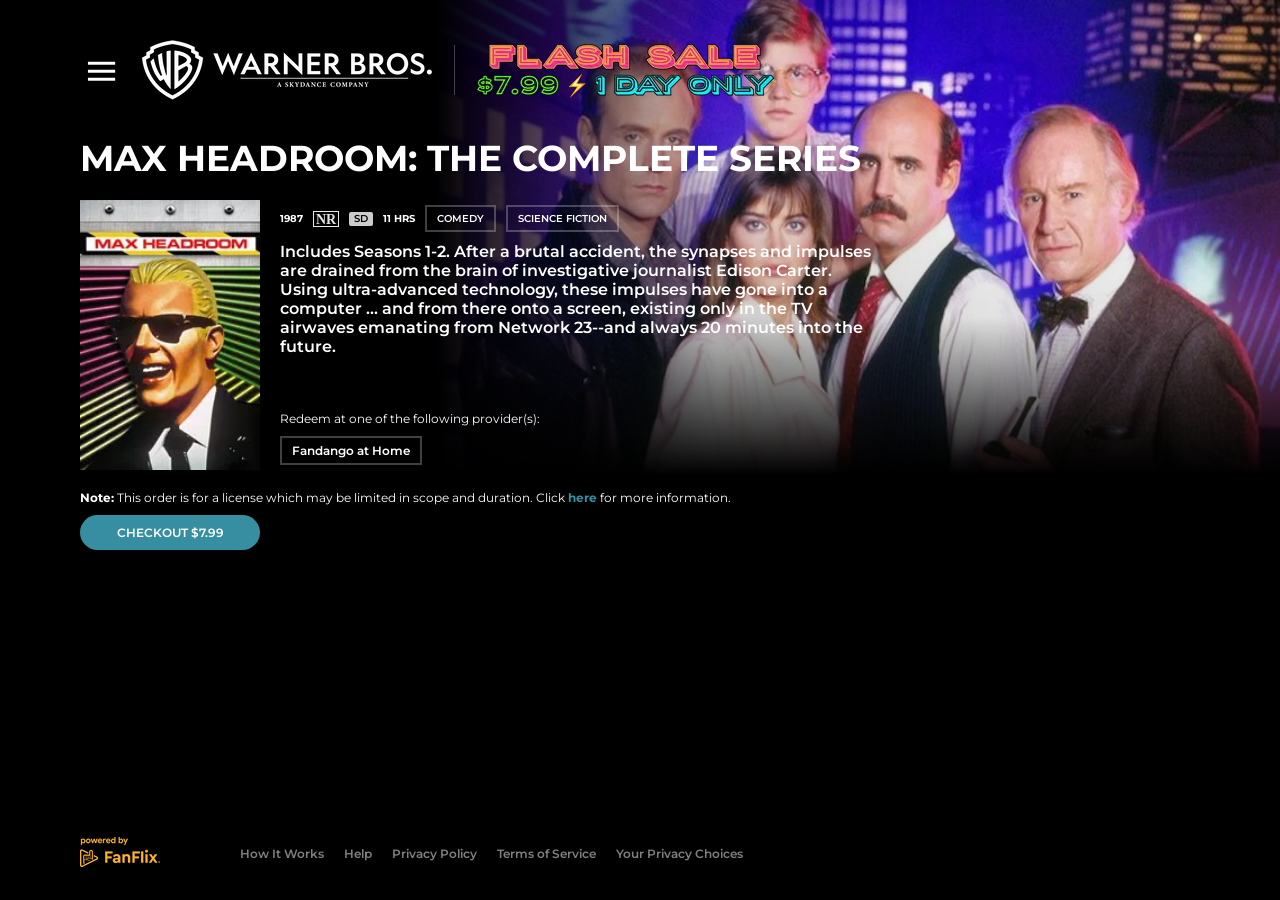 WARNER BROS.
A SKYDANCE COMPANY
FLASH SALE
$7.99 ⚡ 1 DAY ONLY
MAX HEADROOM: THE COMPLETE SERIES
MAX HEADROOM
1987 NR SD 11 HRS COMEDY SCIENCE FICTION
Includes Seasons 1-2. After a brutal accident, the synapses and impulses
are drained from the brain of investigative journalist Edison Carter.
Using ultra-advanced technology, these impulses have gone into a
computer ... and from there onto a screen, existing only in the TV
airwaves emanating from Network 23--and always 20 minutes into the
future.
Redeem at one of the following provider(s):
Fandango at Home
Note: This order is for a license which may be limited in scope and duration. Click here for more information.
CHECKOUT $7.99
powered by
FanFlix
How It Works Help Privacy Policy Terms of Service Your Privacy Choices